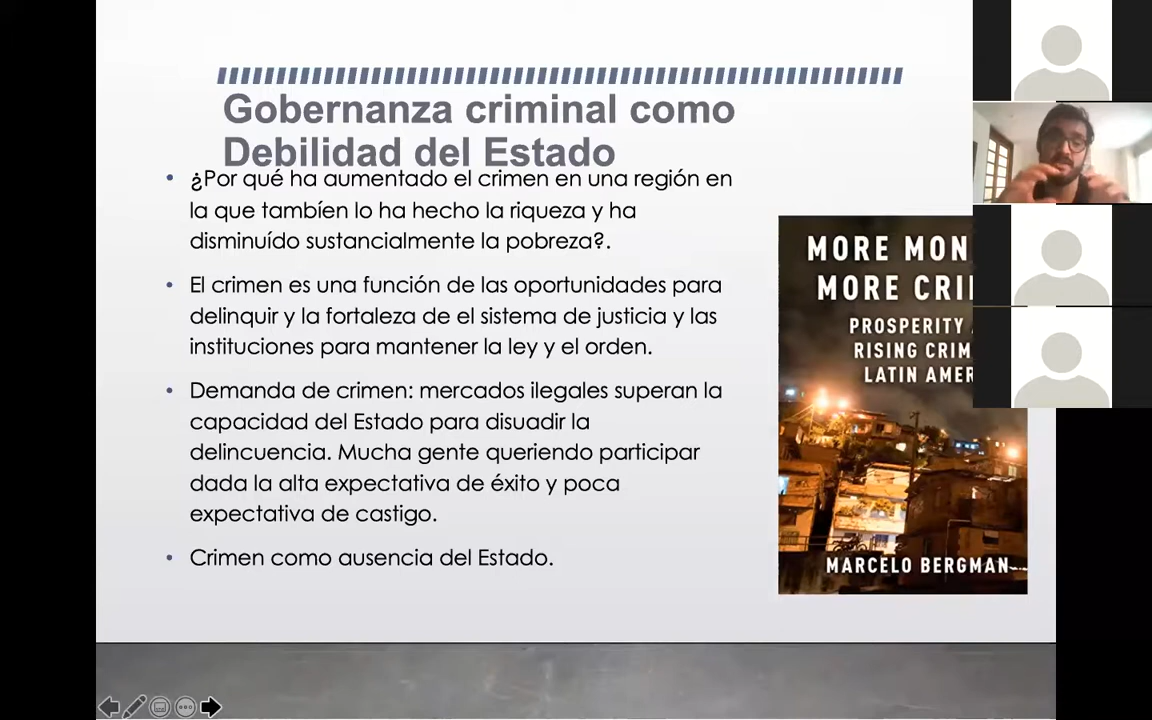 Gobernanza criminal como
Debilidad del Estado
• ¿Por qué ha aumentado el crimen en una región en
la que tambíen lo ha hecho la riqueza y ha
disminuído sustancialmente la pobreza?.
• El crimen es una función de las oportunidades para
delinquir y la fortaleza de el sistema de justicia y las
instituciones para mantener la ley y el orden.
• Demanda de crimen: mercados ilegales superan la
capacidad del Estado para disuadir la
delincuencia. Mucha gente queriendo participar
dada la alta expectativa de éxito y poca
expectativa de castigo.
• Crimen como ausencia del Estado.
MORE MON
MORE CRI
PROSPERITY
RISING CRIM
LATIN AMER
MARCELO BERGMAN